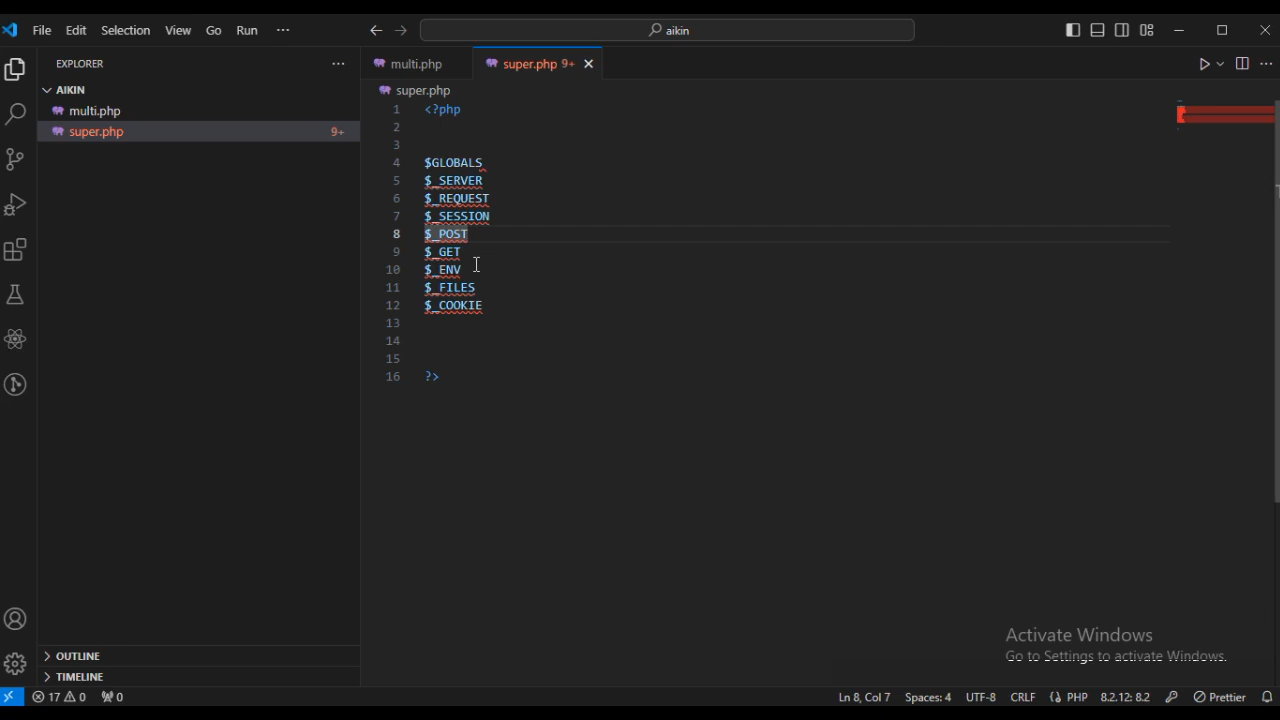 File Edit Selection View Go Run ···
aikin
EXPLORER ···
AIKIN
multi.php
super.php 9+
OUTLINE
TIMELINE
multi.php
super.php 9+
super.php
1 <?php
2
3
4 $GLOBALS
5 $_SERVER
6 $_REQUEST
7 $_SESSION
8 $_POST
9 $_GET
10 $_ENV
11 $_FILES
12 $_COOKIE
13
14
15
16 ?>
Activate Windows
Go to Settings to activate Windows.
17 0 0 Ln 8, Col 7 Spaces: 4 UTF-8 CRLF {} PHP 8.2.12: 8.2 Prettier